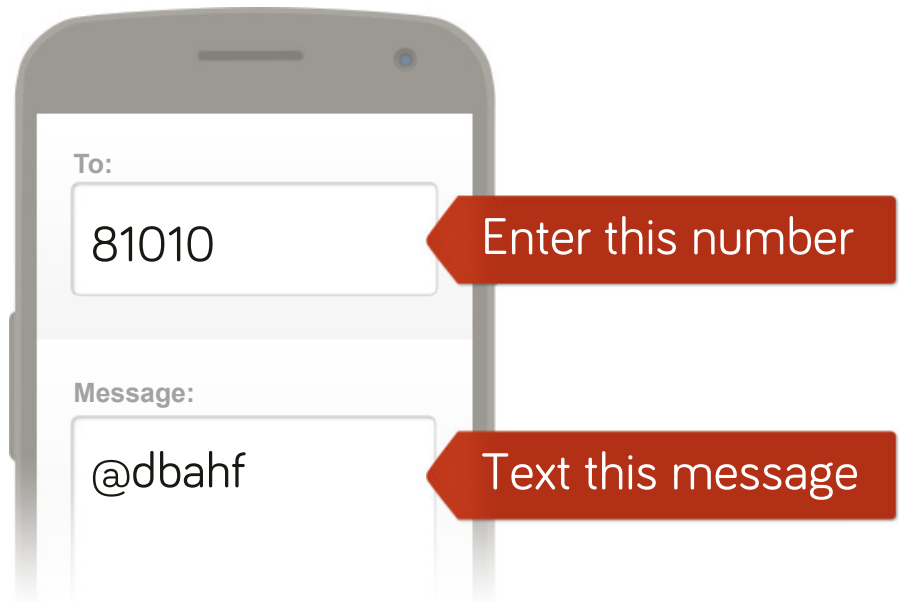 To:
81010
Enter this number
Message:
@dbahf
Text this message